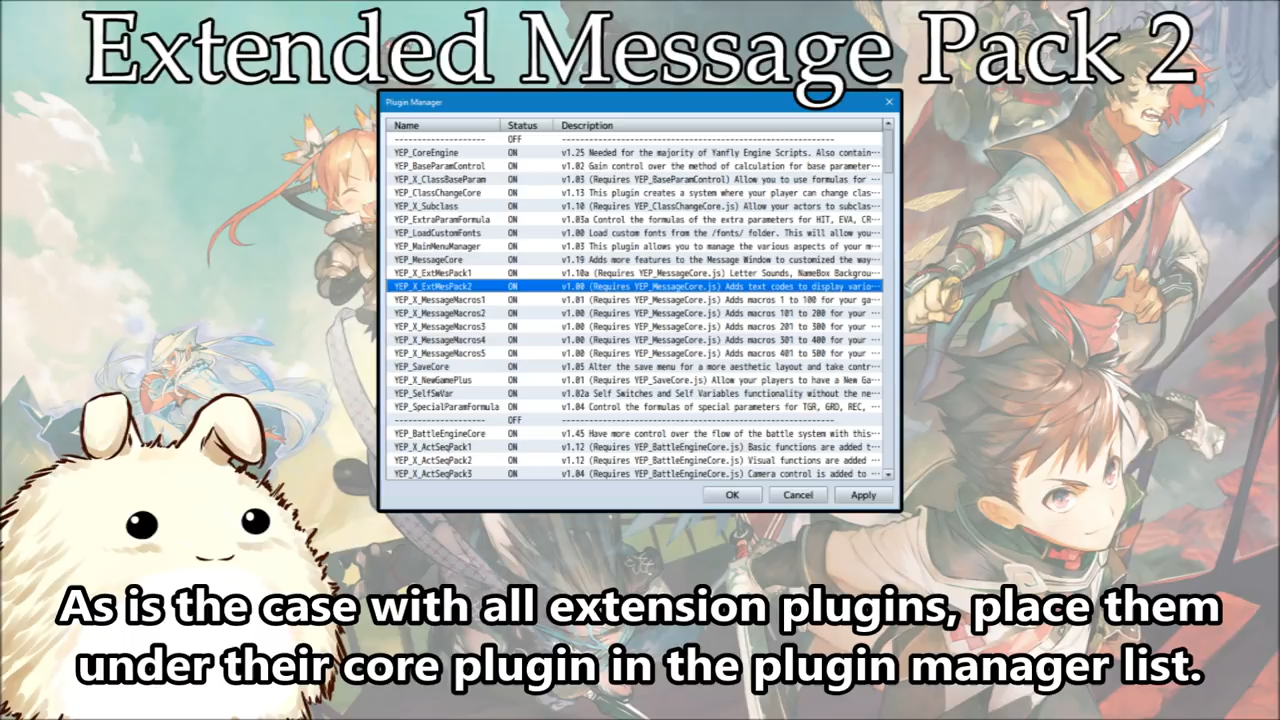 Extended Message Pack 2
Plugin Manager
Name Status Description
-------------------- OFF ------------------------------------------------------------
YEP_CoreEngine ON v1.25 Needed for the majority of Yanfly Engine Scripts. Also contain···
YEP_BaseParamControl ON v1.02 Gain control over the method of calculation for base parameter···
YEP_X_ClassBaseParam ON v1.03 (Requires YEP_BaseParamControl) Allow you to use formulas for ···
YEP_ClassChangeCore ON v1.13 This plugin creates a system where your player can change clas···
YEP_X_Subclass ON v1.10 (Requires YEP_ClassChangeCore.js) Allow your actors to subclas···
YEP_ExtraParamFormula ON v1.03a Control the formulas of the extra parameters for HIT, EVA, CR···
YEP_LoadCustomFonts ON v1.00 Load custom fonts from the /fonts/ folder. This will allow you···
YEP_MainMenuManager ON v1.03 This plugin allows you to manage the various aspects of your m···
YEP_MessageCore ON v1.19 Adds more features to the Message Window to customized the way···
YEP_X_ExtMesPack1 ON v1.10a (Requires YEP_MessageCore.js) Letter Sounds, NameBox Backgrou···
YEP_X_ExtMesPack2 ON v1.00 (Requires YEP_MessageCore.js) Adds text codes to display vario···
YEP_X_MessageMacros1 ON v1.01 (Requires YEP_MessageCore.js) Adds macros 1 to 100 for your ga···
YEP_X_MessageMacros2 ON v1.00 (Requires YEP_MessageCore.js) Adds macros 101 to 200 for your ···
YEP_X_MessageMacros3 ON v1.00 (Requires YEP_MessageCore.js) Adds macros 201 to 300 for your ···
YEP_X_MessageMacros4 ON v1.00 (Requires YEP_MessageCore.js) Adds macros 301 to 400 for your ···
YEP_X_MessageMacros5 ON v1.00 (Requires YEP_MessageCore.js) Adds macros 401 to 500 for your ···
YEP_SaveCore ON v1.05 Alter the save menu for a more aesthetic layout and take contr···
YEP_X_NewGamePlus ON v1.01 (Requires YEP_SaveCore.js) Allow your players to have a New Ga···
YEP_SelfSwVar ON v1.02a Self Switches and Self Variables functionality without the ne···
YEP_SpecialParamFormula ON v1.04 Control the formulas of special parameters for TGR, GRD, REC, ···
-------------------- OFF ------------------------------------------------------------
YEP_BattleEngineCore ON v1.45 Have more control over the flow of the battle system with this···
YEP_X_ActSeqPack1 ON v1.12 (Requires YEP_BattleEngineCore.js) Basic functions are added t···
YEP_X_ActSeqPack2 ON v1.12 (Requires YEP_BattleEngineCore.js) Visual functions are added ···
YEP_X_ActSeqPack3 ON v1.04 (Requires YEP_BattleEngineCore.js) Camera control is added to ···
OK Cancel Apply
As is the case with all extension plugins, place them
under their core plugin in the plugin manager list.